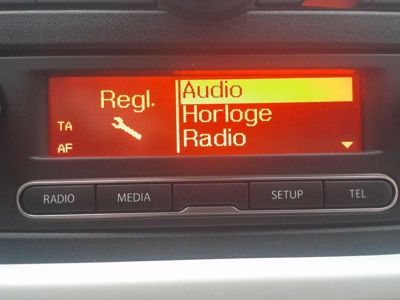 Regl.
TA
AF
Audio
Horloge
Radio
RADIO
MEDIA
SETUP
TEL